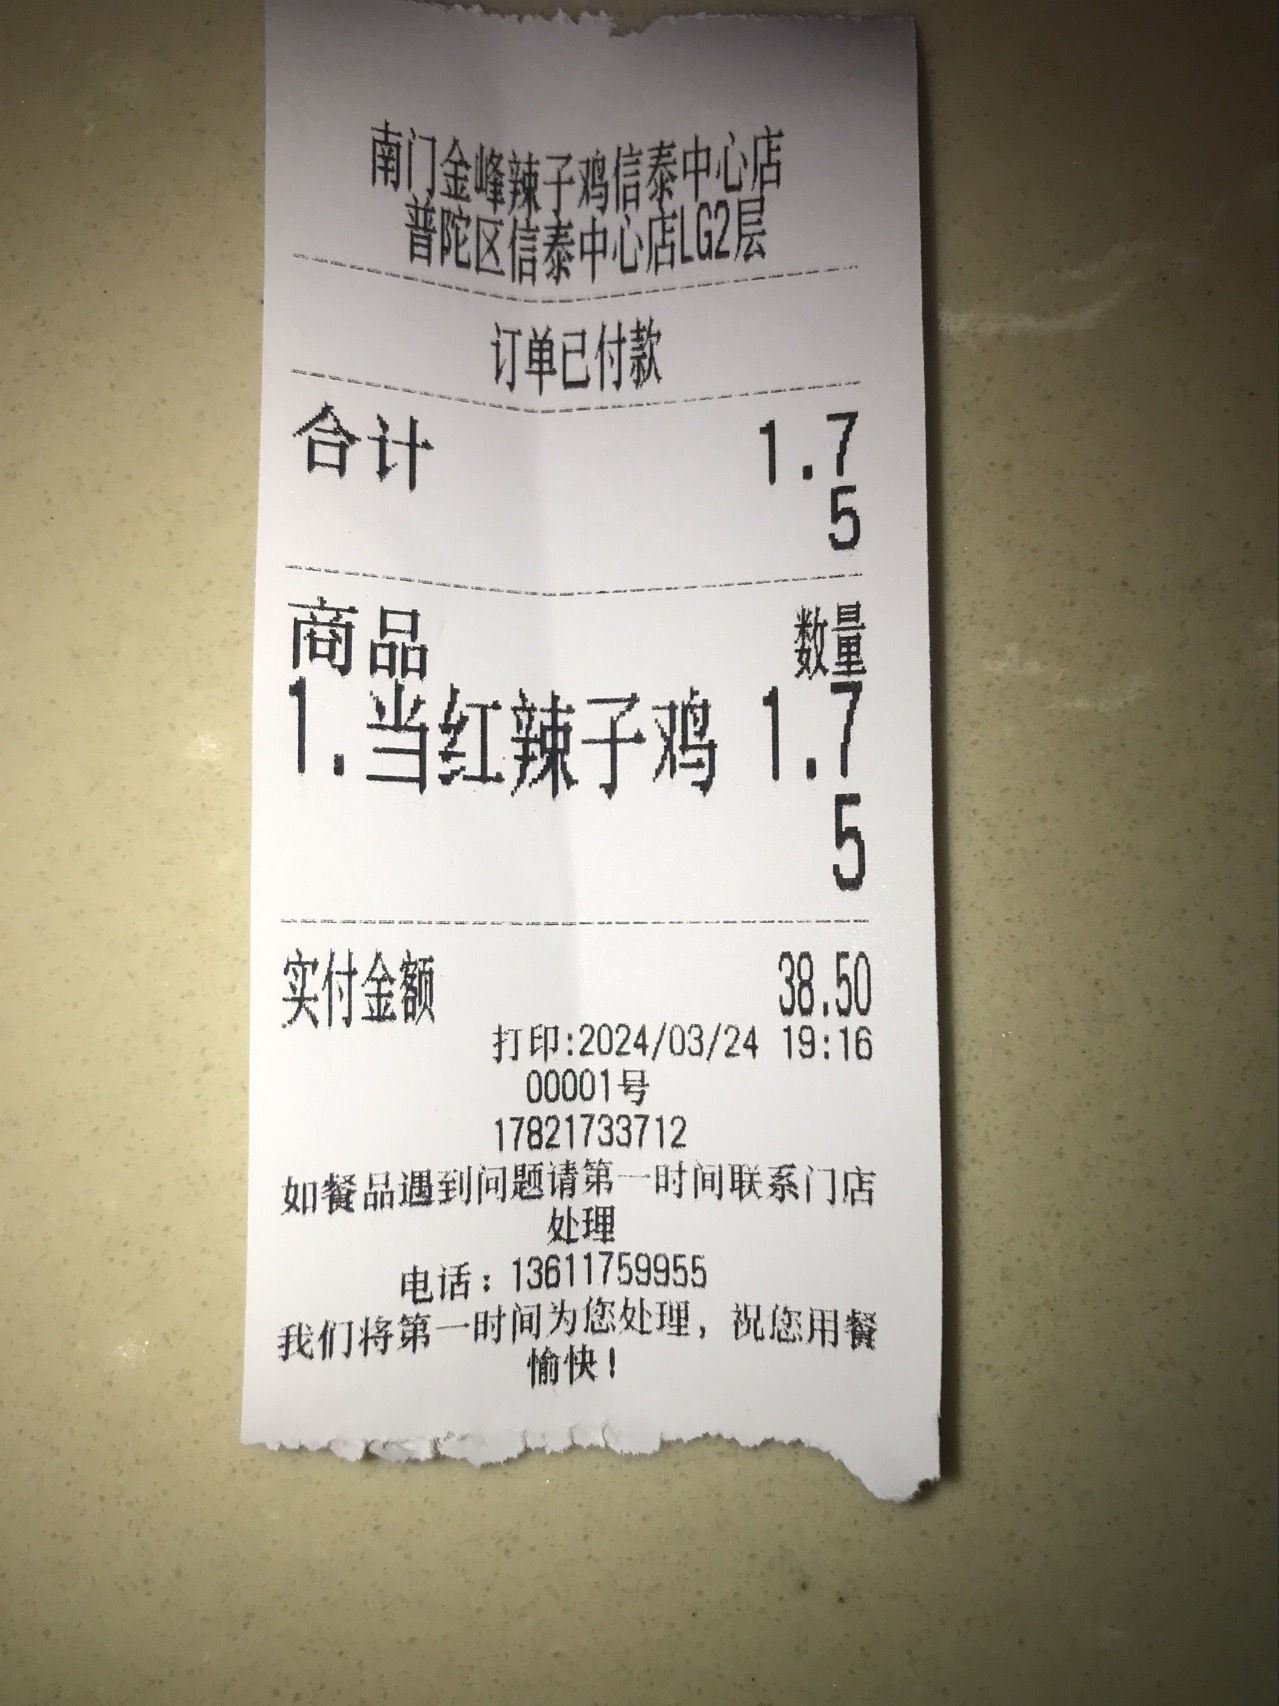 南门金峰辣子鸡信泰中心店
普陀区信泰中心店LG2层
订单已付款
合计 1.7
5
商品 数量
1.当红辣子鸡 1.7
5
实付金额 38.50
打印:2024/03/24 19:16
00001号
17821733712
如餐品遇到问题请第一时间联系门店
处理
电话：13611759955
我们将第一时间为您处理，祝您用餐
愉快！